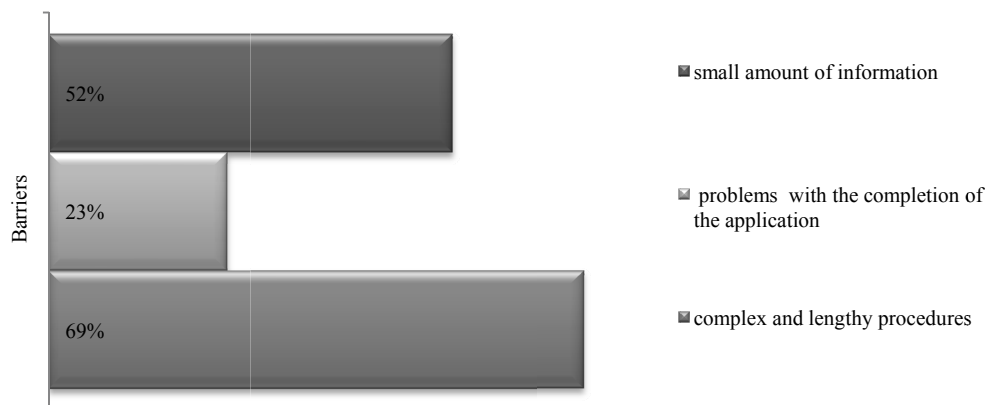 52%
small amount of information
Barriers
23%
problems with the completion of
the application
69%
complex and lengthy procedures